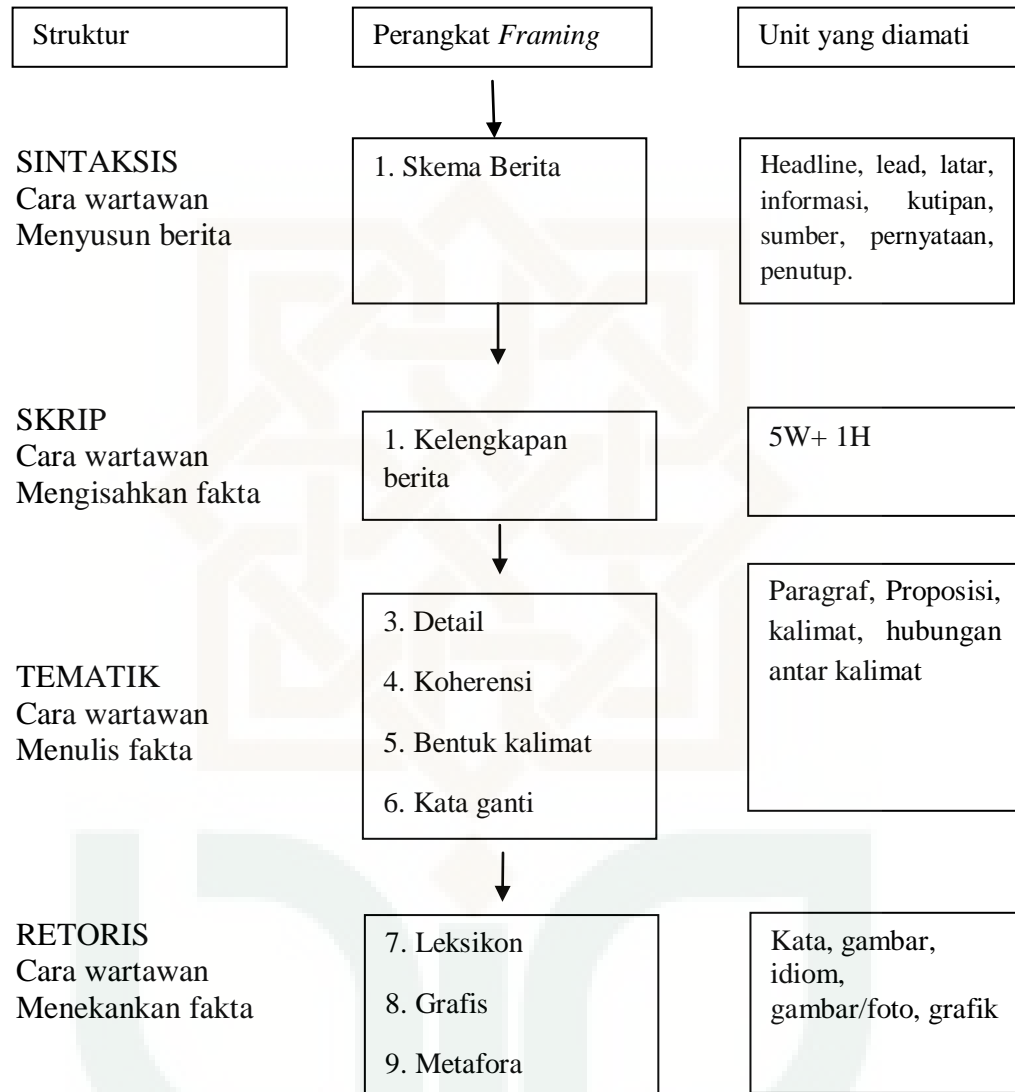 Struktur
Perangkat Framing
Unit yang diamati
SINTAKSIS
Cara wartawan
Menyusun berita
1. Skema Berita
Headline, lead, latar,
informasi, kutipan,
sumber, pernyataan,
penutup.
SKRIP
Cara wartawan
Mengisahkan fakta
1. Kelengkapan
berita
5W+ 1H
TEMATIK
Cara wartawan
Menulis fakta
3. Detail
4. Koherensi
5. Bentuk kalimat
6. Kata ganti
Paragraf, Proposisi,
kalimat, hubungan
antar kalimat
RETORIS
Cara wartawan
Menekankan fakta
7. Leksikon
8. Grafis
9. Metafora
Kata, gambar,
idiom,
gambar/foto, grafik